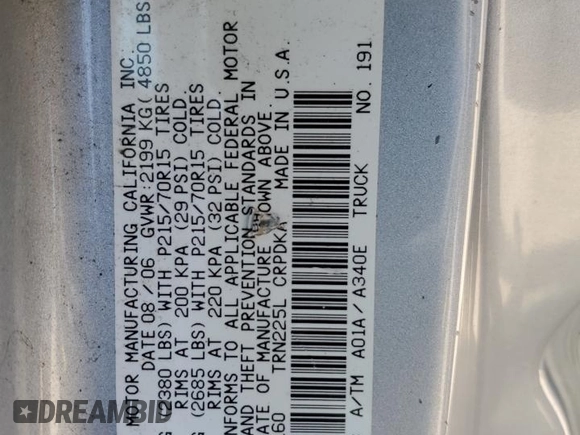 MOTOR MANUFACTURING CALIFORNIA INC.
DATE 08/06 GVWR:2199 KG( 4850 LBS
G (2380 LBS) WITH P215/70R15 TIRES
RIMS AT 200 KPA (29 PSI) COLD.
G (2685 LBS) WITH P215/70R15 TIRES
RIMS AT 220 KPA (32 PSI) COLD.
NFORMS TO ALL APPLICABLE FEDERAL MOTOR
AND THEFT PREVENTION STANDARDS IN
ATE OF MANUFACTURE SHOWN ABOVE.
60 TRN225L CRPDKA MADE IN U.S.A.
A/TM A01A/A340E TRUCK NO. 191
DREAMBID